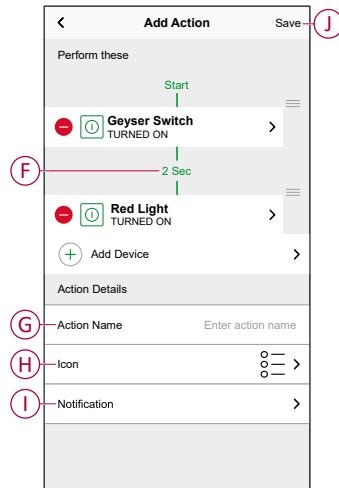 Add Action
Save
J
Perform these
Start
Geyser Switch
TURNED ON
F
2 Sec
Red Light
TURNED ON
Add Device
Action Details
G
Action Name
Enter action name
H
Icon
I
Notification